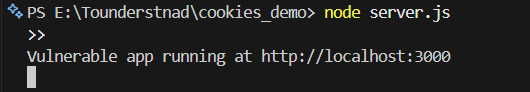 PS E:\Tounderstnad\cookies_demo> node server.js
>>
Vulnerable app running at http://localhost:3000